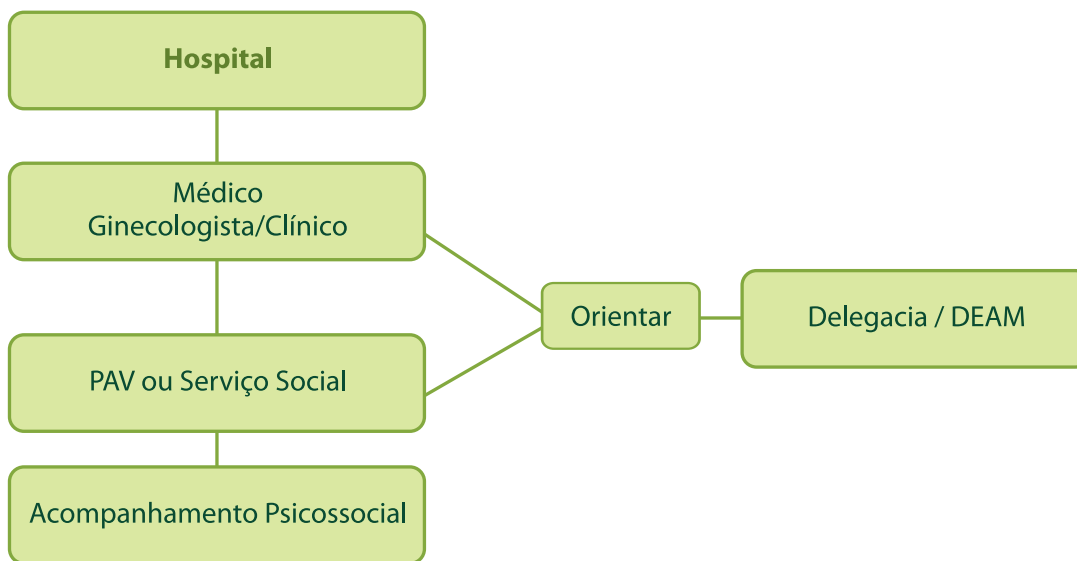 Hospital
Médico
Ginecologista/Clínico
Orientar
Delegacia / DEAM
PAV ou Serviço Social
Acompanhamento Psicossocial